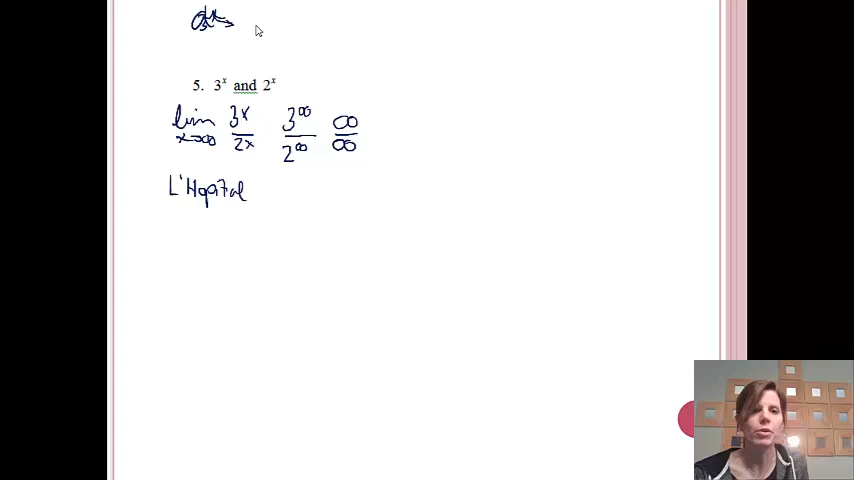 5. 3ˣ and 2ˣ
lim x→∞ 3ˣ/2ˣ 3^∞/2^∞ ∞/∞
L'Hopital